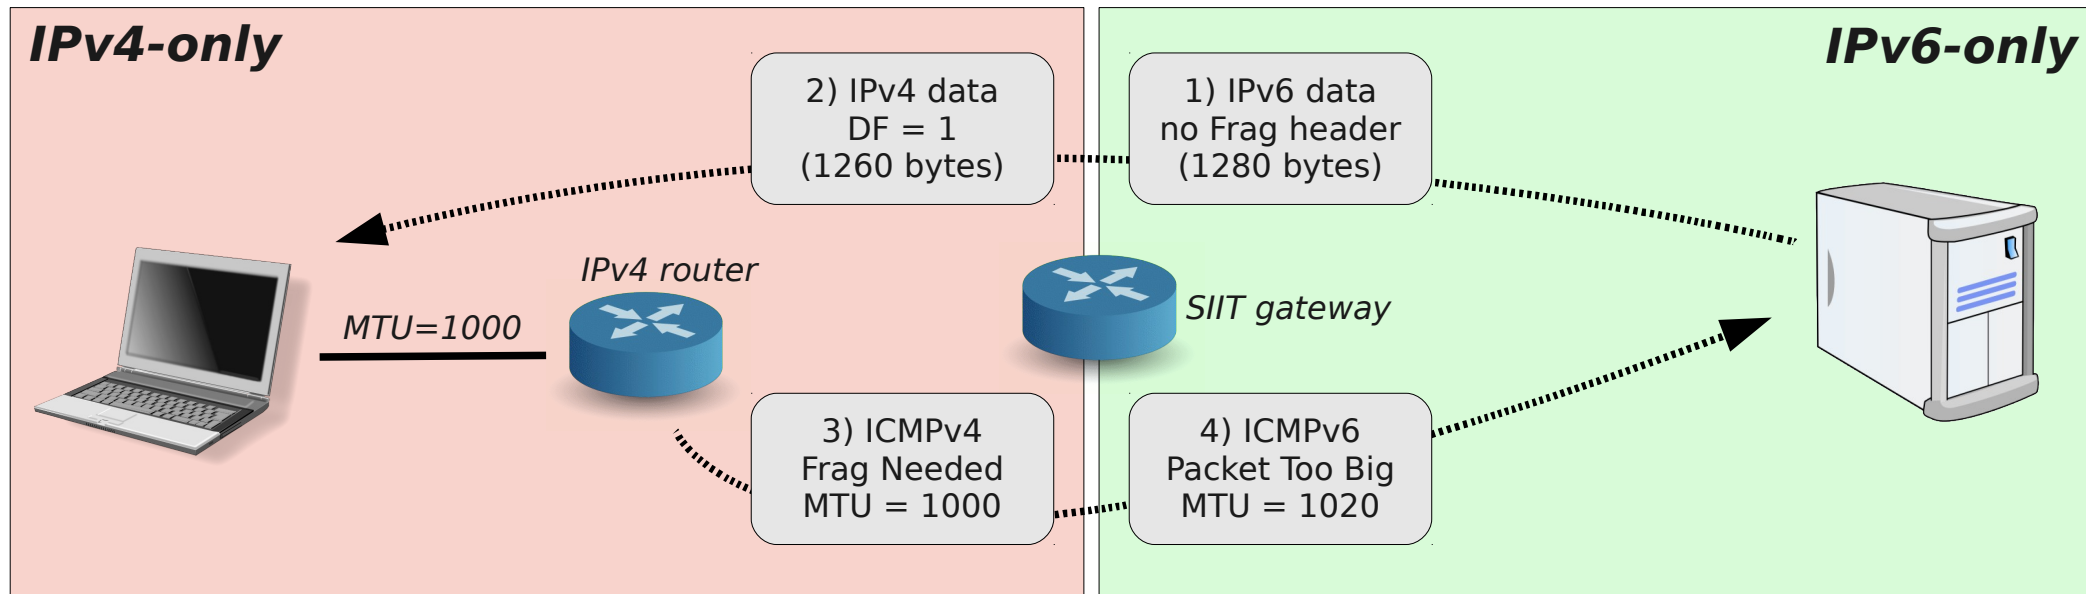 IPv4-only
IPv6-only
2) IPv4 data
DF = 1
(1260 bytes)
1) IPv6 data
no Frag header
(1280 bytes)
IPv4 router
SIIT gateway
MTU=1000
3) ICMPv4
Frag Needed
MTU = 1000
4) ICMPv6
Packet Too Big
MTU = 1020